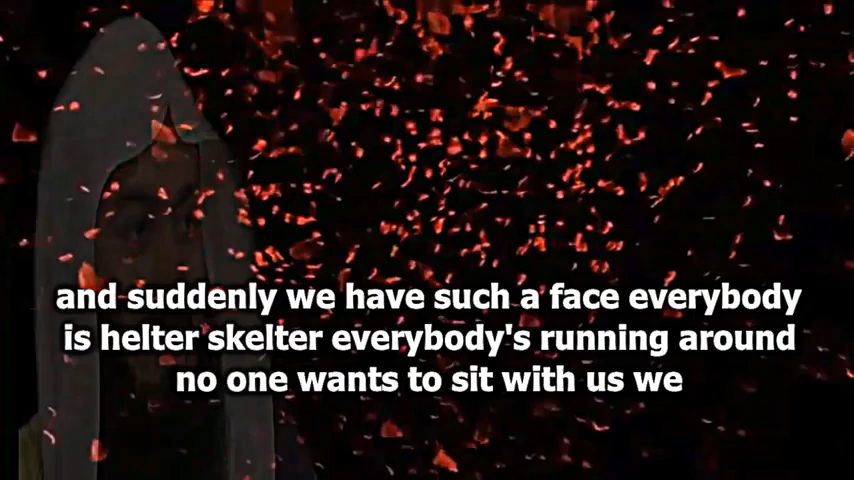 and suddenly we have such a face everybody
is helter skelter everybody's running around
no one wants to sit with us we